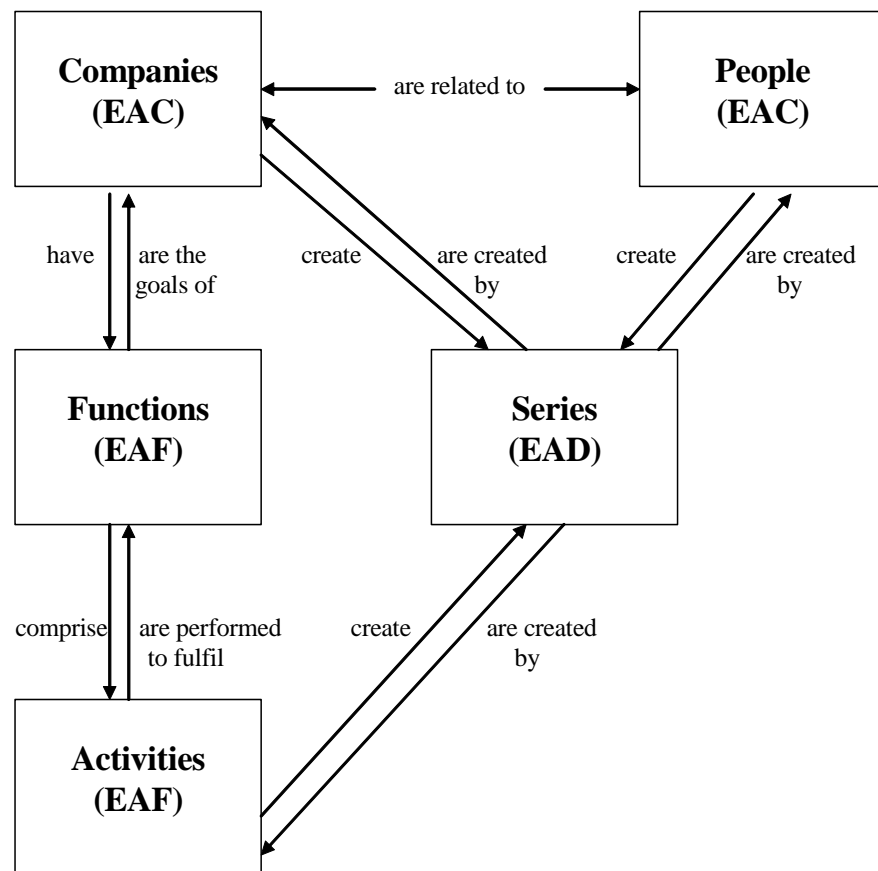 Companies
(EAC)
are related to
People
(EAC)
have
are the
goals of
create
are created
by
create
are created
by
Functions
(EAF)
Series
(EAD)
comprise
are performed
to fulfil
create
are created
by
Activities
(EAF)